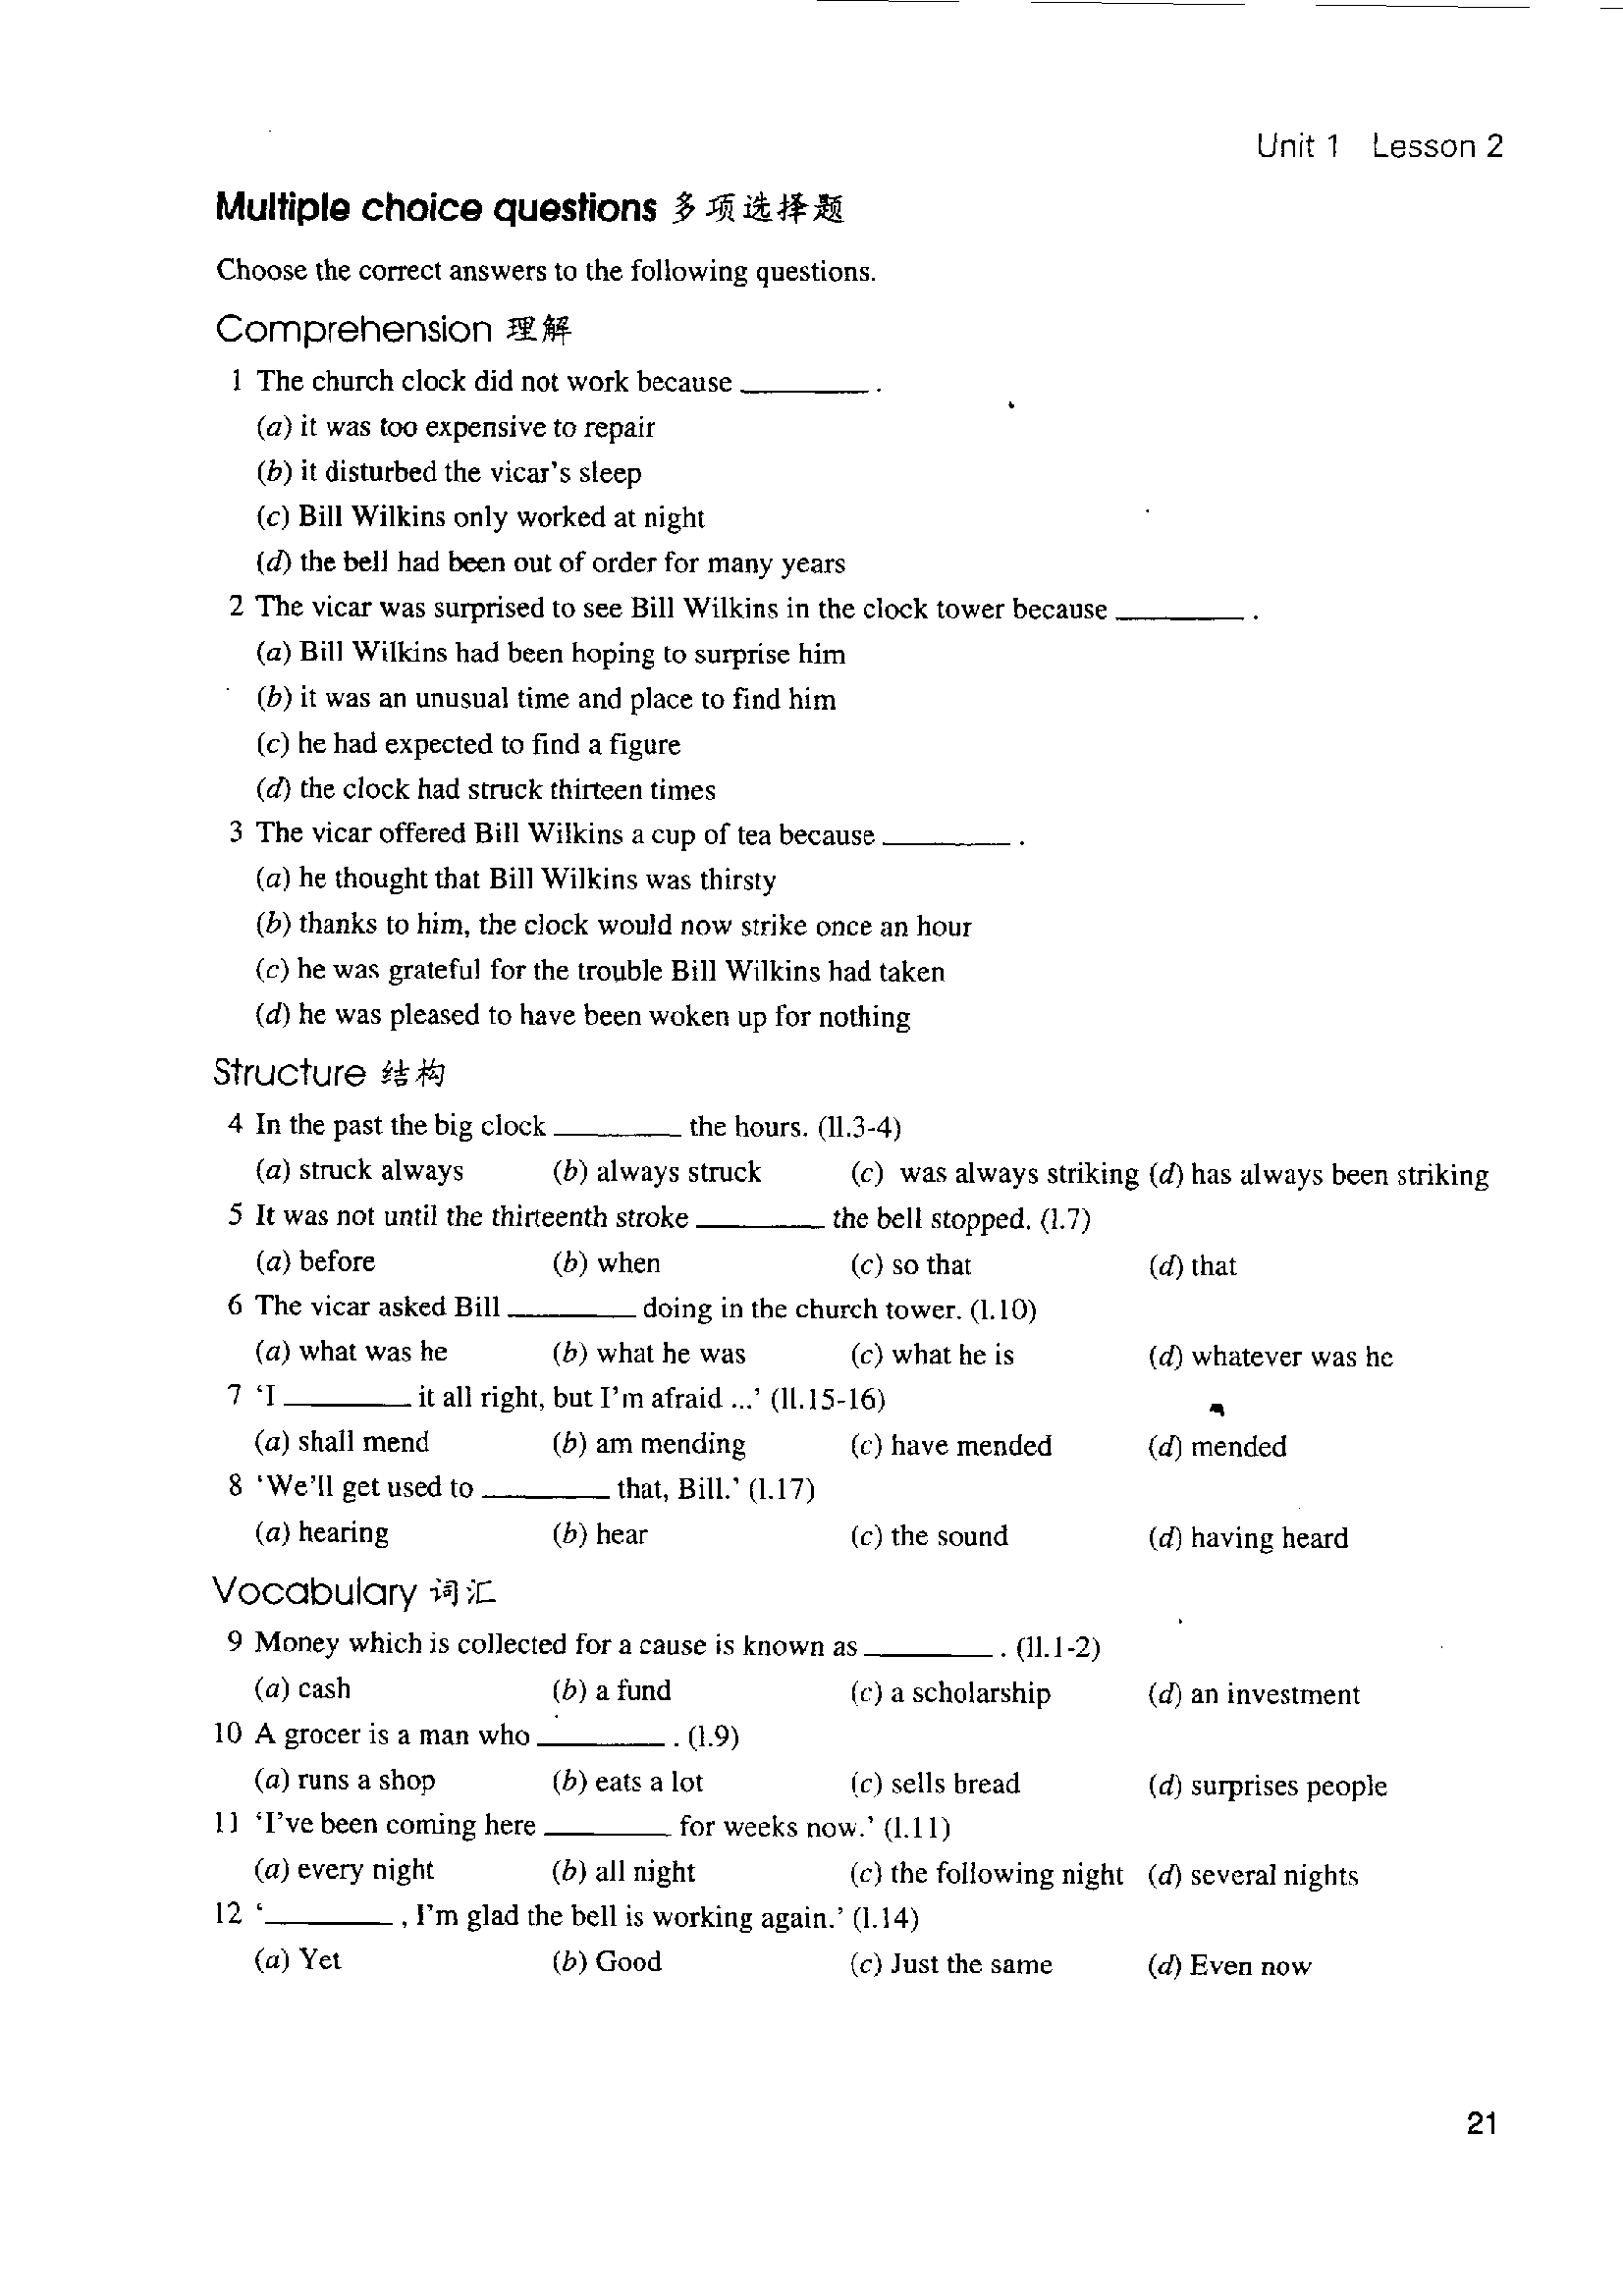 Unit 1 Lesson 2
Multiple choice questions 多项选择题
Choose the correct answers to the following questions.
Comprehension 理解
1 The church clock did not work because ________ .
(a) it was too expensive to repair
(b) it disturbed the vicar's sleep
(c) Bill Wilkins only worked at night
(d) the bell had been out of order for many years
2 The vicar was surprised to see Bill Wilkins in the clock tower because ________ .
(a) Bill Wilkins had been hoping to surprise him
(b) it was an unusual time and place to find him
(c) he had expected to find a figure
(d) the clock had struck thirteen times
3 The vicar offered Bill Wilkins a cup of tea because ________ .
(a) he thought that Bill Wilkins was thirsty
(b) thanks to him, the clock would now strike once an hour
(c) he was grateful for the trouble Bill Wilkins had taken
(d) he was pleased to have been woken up for nothing
Structure 结构
4 In the past the big clock ________ the hours. (ll.3-4)
(a) struck always (b) always struck (c) was always striking (d) has always been striking
5 It was not until the thirteenth stroke ________ the bell stopped. (l.7)
(a) before (b) when (c) so that (d) that
6 The vicar asked Bill ________ doing in the church tower. (l.10)
(a) what was he (b) what he was (c) what he is (d) whatever was he
7 'I ________ it all right, but I'm afraid ...' (ll.15-16)
(a) shall mend (b) am mending (c) have mended (d) mended
8 'We'll get used to ________ that, Bill.' (l.17)
(a) hearing (b) hear (c) the sound (d) having heard
Vocabulary 词汇
9 Money which is collected for a cause is known as ________ . (ll.1-2)
(a) cash (b) a fund (c) a scholarship (d) an investment
10 A grocer is a man who ________ . (l.9)
(a) runs a shop (b) eats a lot (c) sells bread (d) surprises people
11 'I've been coming here ________ for weeks now.' (l.11)
(a) every night (b) all night (c) the following night (d) several nights
12 '________ , I'm glad the bell is working again.' (l.14)
(a) Yet (b) Good (c) Just the same (d) Even now
21